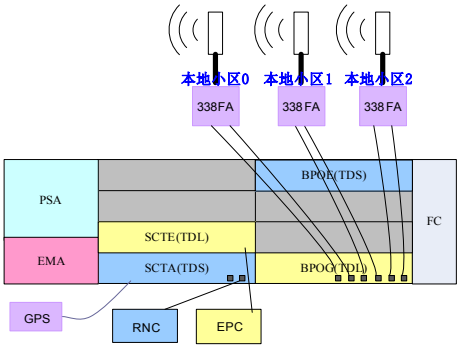 本地小区0
本地小区1
本地小区2
338FA
338FA
338FA
PSA
BPOE(TDS)
FC
SCTE(TDL)
EMA
SCTA(TDS)
BPOG(TDL)
GPS
RNC
EPC